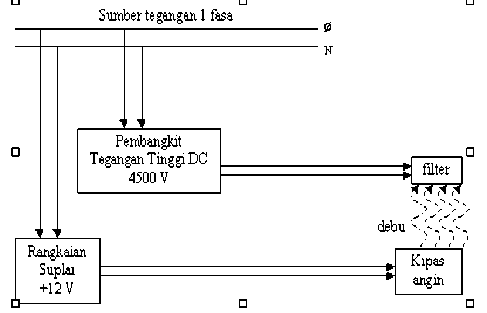 Sumber tegangan 1 fasa
Ø
N
Pembangkit
Tegangan Tinggi DC
4500 V
filter
debu
Rangkaian
Suplai
+12 V
Kipas
angin